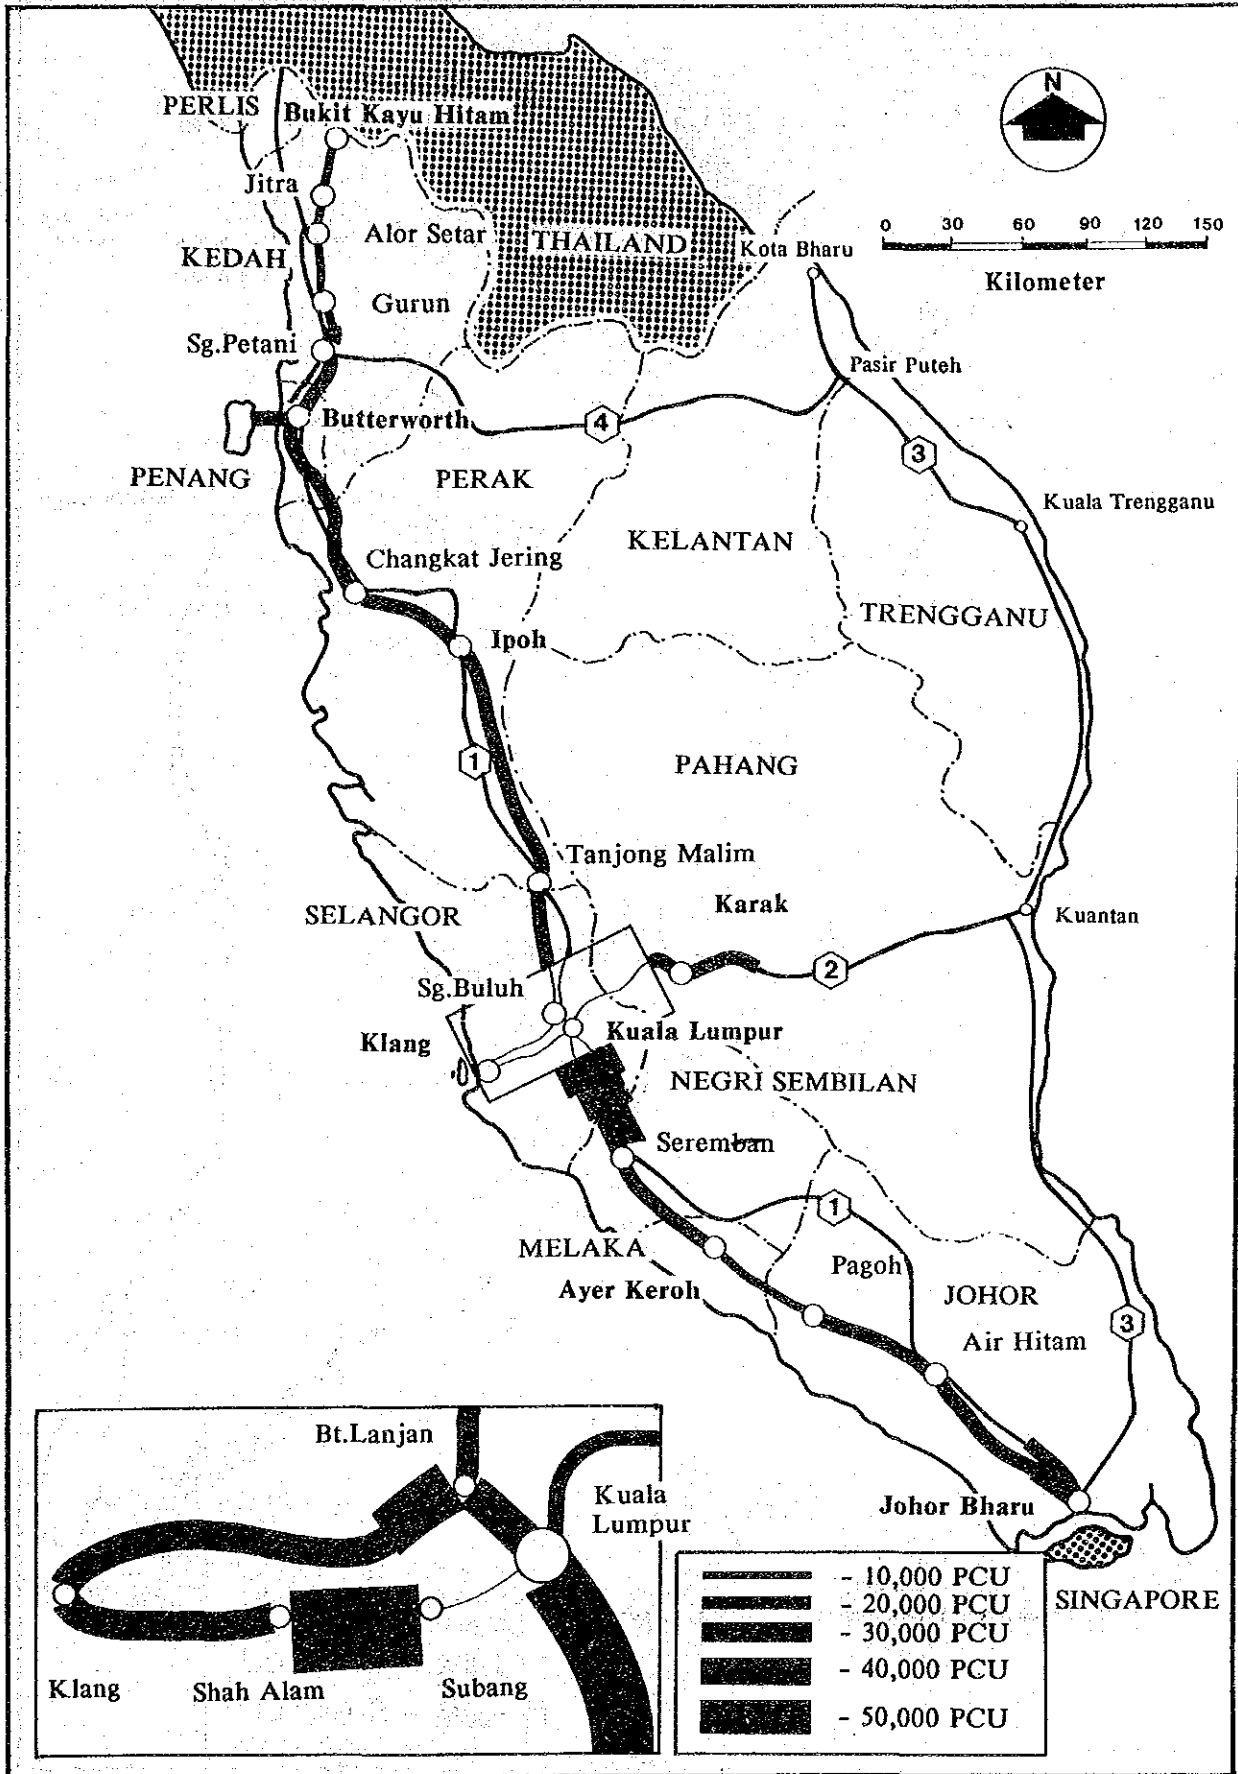 N
PERLIS
Bukit Kayu Hitam
Jitra
Alor Setar
THAILAND
Kota Bharu
0 30 60 90 120 150
Kilometer
KEDAH
Gurun
Sg.Petani
Pasir Puteh
Butterworth
4
3
PENANG
PERAK
Kuala Trengganu
KELANTAN
Changkat Jering
TRENGGANU
Ipoh
1
PAHANG
Tanjong Malim
Karak
SELANGOR
Kuantan
2
Sg.Buluh
Kuala Lumpur
Klang
NEGRI SEMBILAN
Seremban
1
MELAKA
Pagoh
Ayer Keroh
JOHOR
3
Air Hitam
Johor Bharu
SINGAPORE
Bt.Lanjan
Kuala
Lumpur
Klang
Shah Alam
Subang
- 10,000 PCU
- 20,000 PCU
- 30,000 PCU
- 40,000 PCU
- 50,000 PCU